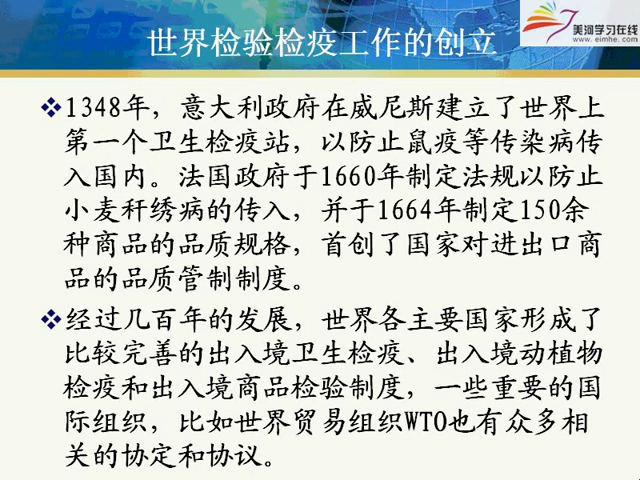 世界检验检疫工作的创立
美河学习在线
www.eimhe.com
❖1348年，意大利政府在威尼斯建立了世界上
第一个卫生检疫站，以防止鼠疫等传染病传
入国内。法国政府于1660年制定法规以防止
小麦秆绣病的传入，并于1664年制定150余
种商品的品质规格，首创了国家对进出口商
品的品质管制制度。
❖经过几百年的发展，世界各主要国家形成了
比较完善的出入境卫生检疫、出入境动植物
检疫和出入境商品检验制度，一些重要的国
际组织，比如世界贸易组织WTO也有众多相
关的协定和协议。